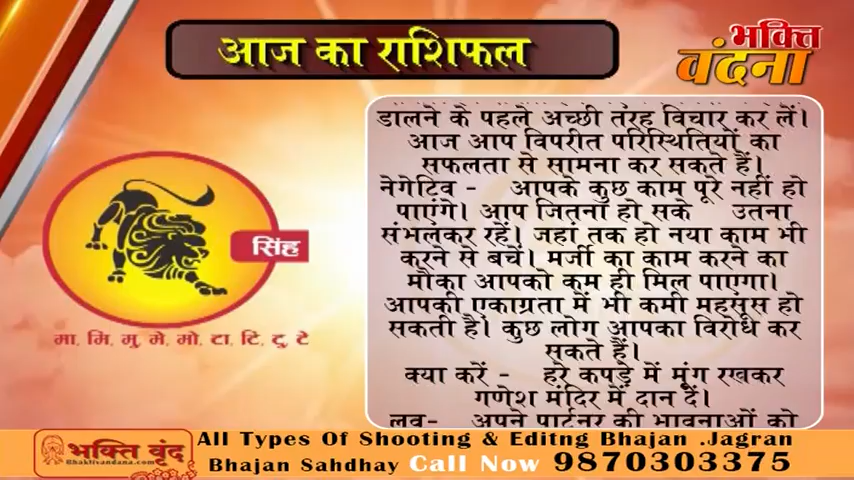 आज का राशिफल
भक्ति
वंदना
डालने के पहले अच्छी तरह विचार कर लें।
आज आप विपरीत परिस्थितियों का
सफलता से सामना कर सकते हैं।
नेगेटिव - आपके कुछ काम पूरे नहीं हो
पाएंगे। आप जितना हो सके उतना
संभलकर रहें। जहां तक हो नया काम भी
करने से बचें। मर्जी का काम करने का
मौका आपको कम ही मिल पाएगा।
आपकी एकाग्रता में भी कमी महसूस हो
सकती है। कुछ लोग आपका विरोध कर
सकते हैं।
क्या करें - हरे कपड़े में मूंग रखकर
गणेश मंदिर में दान दें।
लव- अपने पार्टनर की भावनाओं को
सिंह
मा, मि, मु, मे, मो, टा, टि, टु, टे
भक्ति वृंद
Bhaktivandana.com
All Types Of Shooting & Editng Bhajan .Jagran
Bhajan Sahdhay Call Now 9870303375